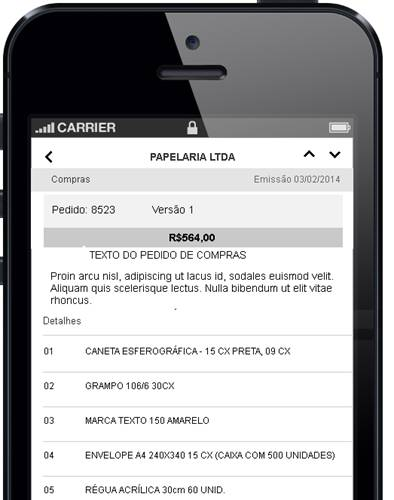 CARRIER
PAPELARIA LTDA
Compras Emissão 03/02/2014
Pedido: 8523 Versão 1
R$564,00
TEXTO DO PEDIDO DE COMPRAS
Proin arcu nisl, adipiscing ut lacus id, sodales euismod velit.
Aliquam quis scelerisque lectus. Nulla bibendum ut elit vitae
rhoncus.
Detalhes
01 CANETA ESFEROGRÁFICA - 15 CX PRETA, 09 CX
02 GRAMPO 106/6 30CX
03 MARCA TEXTO 150 AMARELO
04 ENVELOPE A4 240X340 15 CX (CAIXA COM 500 UNIDADES)
05 RÉGUA ACRÍLICA 30cm 60 UNID.